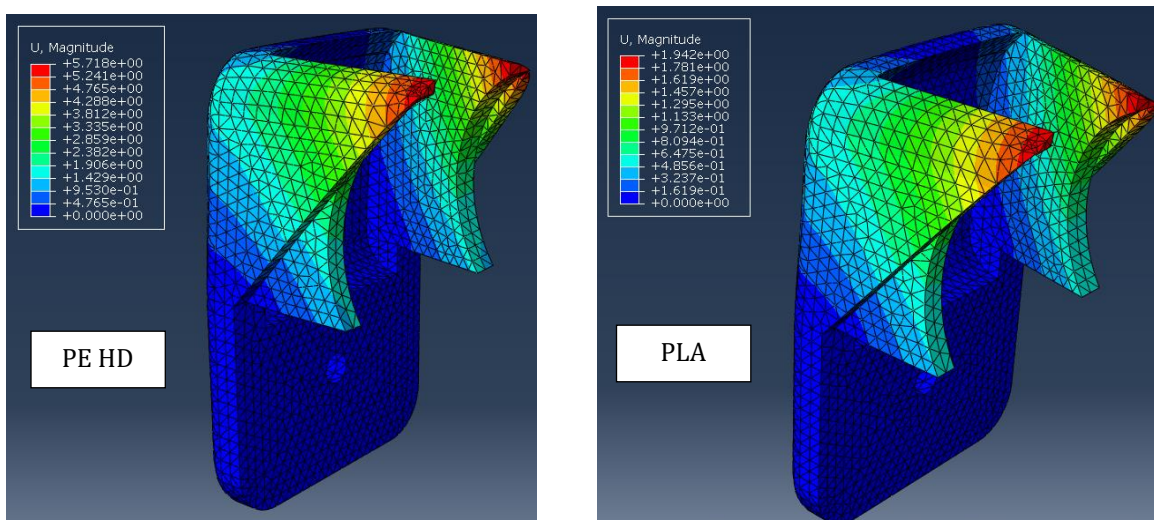 U, Magnitude
+5.718e+00
+5.241e+00
+4.765e+00
+4.288e+00
+3.812e+00
+3.335e+00
+2.859e+00
+2.382e+00
+1.906e+00
+1.429e+00
+9.530e-01
+4.765e-01
+0.000e+00
PE HD
U, Magnitude
+1.942e+00
+1.781e+00
+1.619e+00
+1.457e+00
+1.295e+00
+1.133e+00
+9.712e-01
+8.094e-01
+6.475e-01
+4.856e-01
+3.237e-01
+1.619e-01
+0.000e+00
PLA